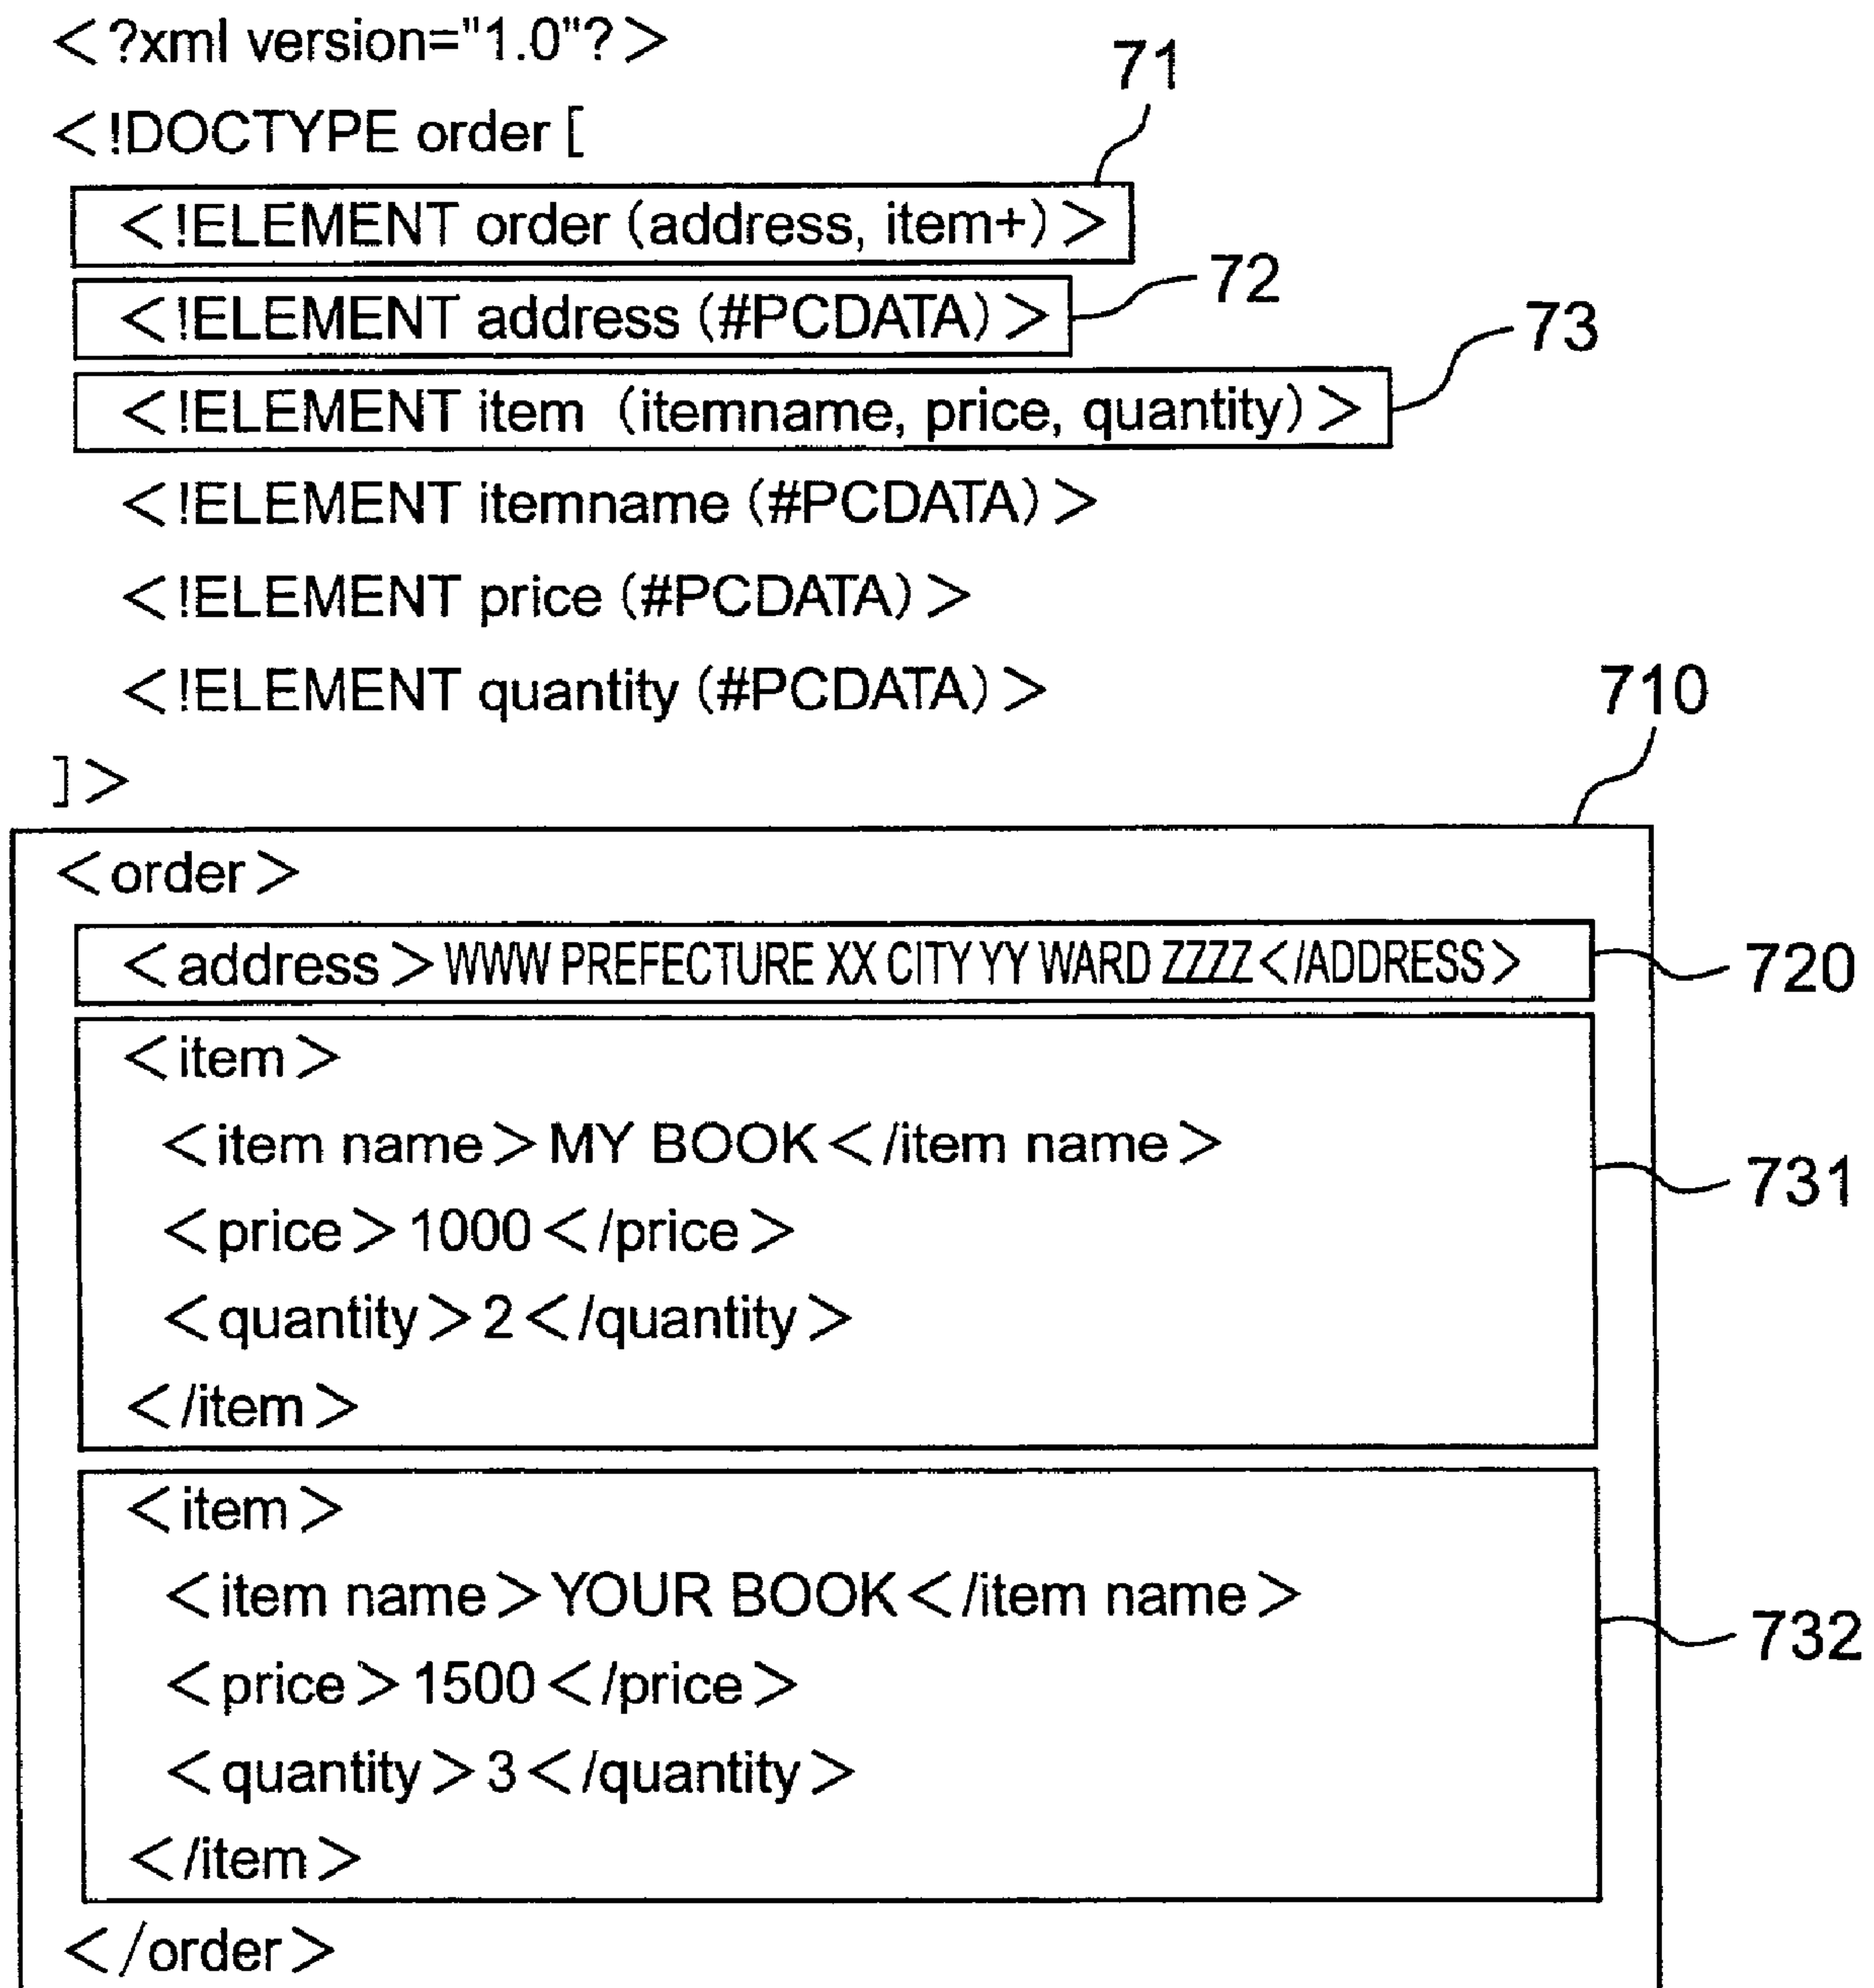 <?xml version="1.0"?>
71
<!DOCTYPE order [
<!ELEMENT order (address, item+)>
<!ELEMENT address (#PCDATA)>
72
<!ELEMENT item (itemname, price, quantity)>
73
<!ELEMENT itemname (#PCDATA)>
<!ELEMENT price (#PCDATA)>
<!ELEMENT quantity (#PCDATA)>
710
]>
<order>
<address>WWW PREFECTURE XX CITY YY WARD ZZZZ</ADDRESS>
720
<item>
<item name>MY BOOK</item name>
731
<price>1000</price>
<quantity>2</quantity>
</item>
<item>
<item name>YOUR BOOK</item name>
732
<price>1500</price>
<quantity>3</quantity>
</item>
</order>